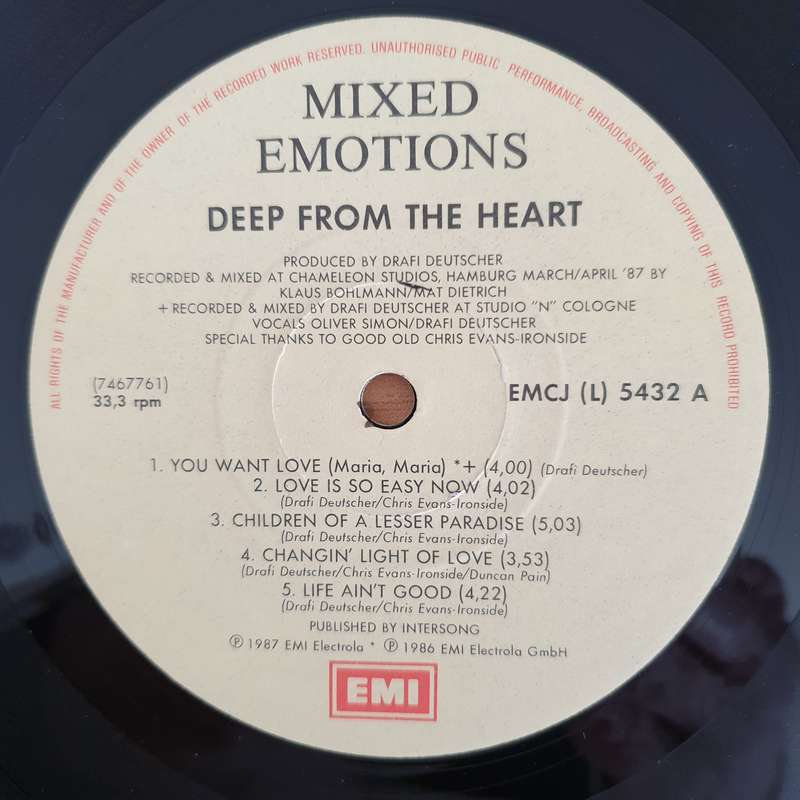 ALL RIGHTS OF THE MANUFACTURER AND OF THE OWNER OF THE RECORDED WORK RESERVED. UNAUTHORISED PUBLIC PERFORMANCE, BROADCASTING AND COPYING OF THIS RECORD PROHIBITED
MIXED
EMOTIONS
DEEP FROM THE HEART
PRODUCED BY DRAFI DEUTSCHER
RECORDED & MIXED AT CHAMELEON STUDIOS, HAMBURG MARCH/APRIL '87 BY
KLAUS BOHLMANN/MAT DIETRICH
+ RECORDED & MIXED BY DRAFI DEUTSCHER AT STUDIO "N" COLOGNE
VOCALS OLIVER SIMON/DRAFI DEUTSCHER
SPECIAL THANKS TO GOOD OLD CHRIS EVANS-IRONSIDE
(7467761)
33,3 rpm
EMCJ (L) 5432 A
1. YOU WANT LOVE (Maria, Maria) *+ (4,00) (Drafi Deutscher)
2. LOVE IS SO EASY NOW (4,02)
(Drafi Deutscher/Chris Evans-Ironside)
3. CHILDREN OF A LESSER PARADISE (5,03)
(Drafi Deutscher/Chris Evans-Ironside)
4. CHANGIN' LIGHT OF LOVE (3,53)
(Drafi Deutscher/Chris Evans-Ironside/Duncan Pain)
5. LIFE AIN'T GOOD (4,22)
(Drafi Deutscher/Chris Evans-Ironside)
PUBLISHED BY INTERSONG
℗ 1987 EMI Electrola * ℗ 1986 EMI Electrola GmbH
EMI